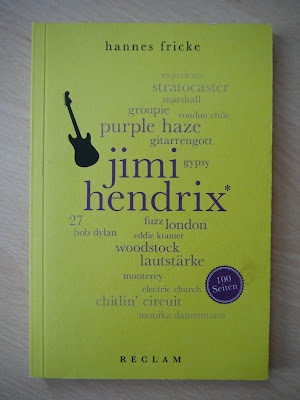 hannes fricke
experience
stratocaster
marshall
groupie voodoo chile
purple haze
gitarrengott
jimi gypsy
hendrix*
27 fuzz london
bob dylan eddie kramer
woodstock
lautstärke
monterey
electric church
chitlin' circuit
monika dannemann
100
Seiten
RECLAM